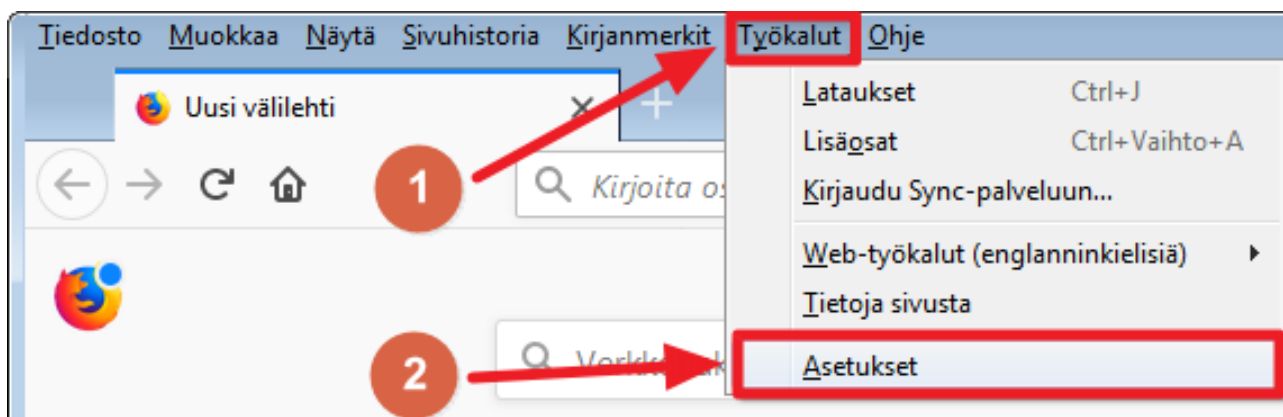 Tiedosto Muokkaa Näytä Sivuhistoria Kirjanmerkit Työkalut Ohje
Uusi välilehti
Lataukset Ctrl+J
Lisäosat Ctrl+Vaihto+A
1
Kirjoita
Kirjaudu Sync-palveluun...
Web-työkalut (englanninkielisiä)
Tietoja sivusta
2
Asetukset